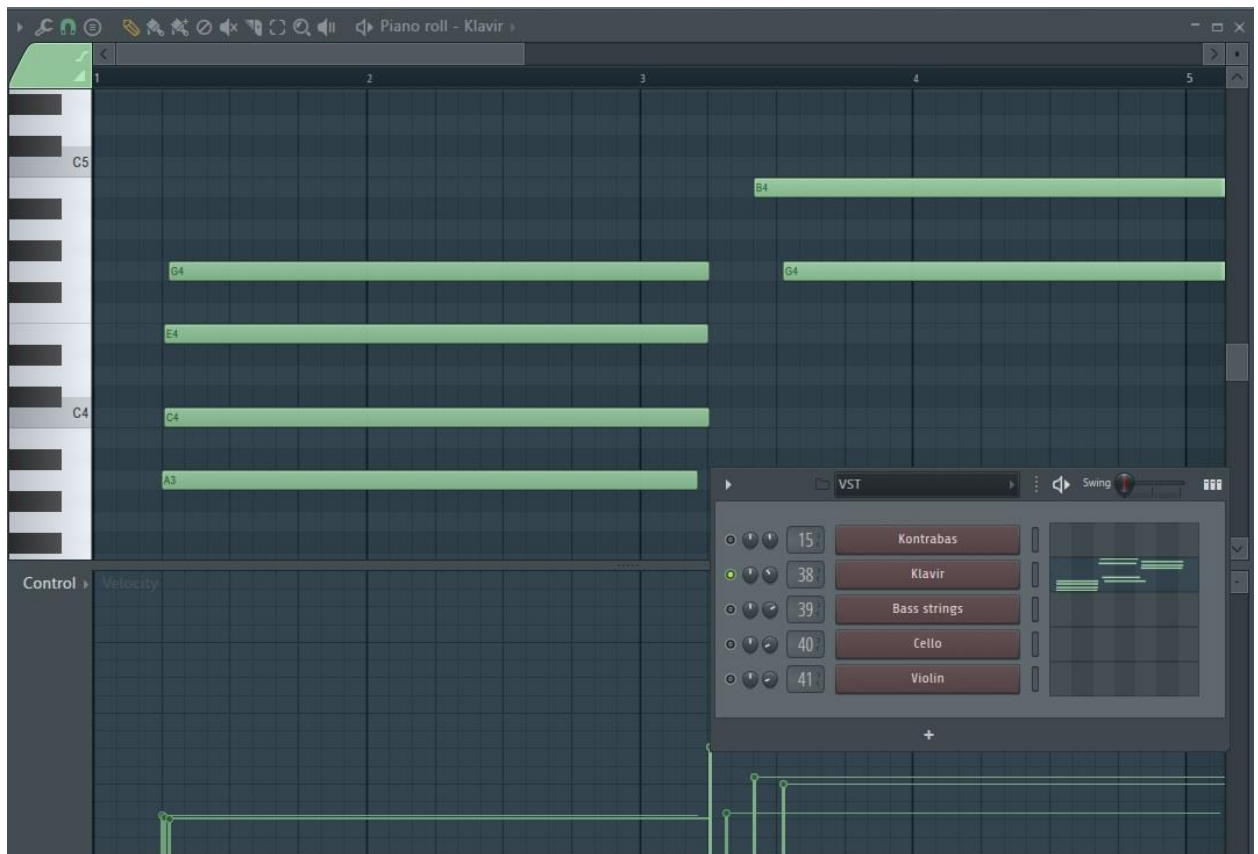 Piano roll - Klavir
1 2 3 4 5
C5
B4
G4 G4
E4
C4 C4
A3
VST Swing
15 Kontrabas
38 Klavir
39 Bass strings
40 Cello
41 Violin
+
Control Velocity